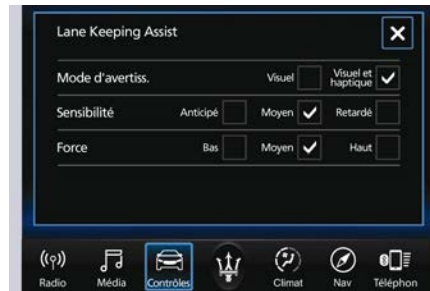 Lane Keeping Assist
Mode d'avertiss. Visuel Visuel et haptique
Sensibilité Anticipé Moyen Retardé
Force Bas Moyen Haut
Radio Média Contrôles Climat Nav Téléphon